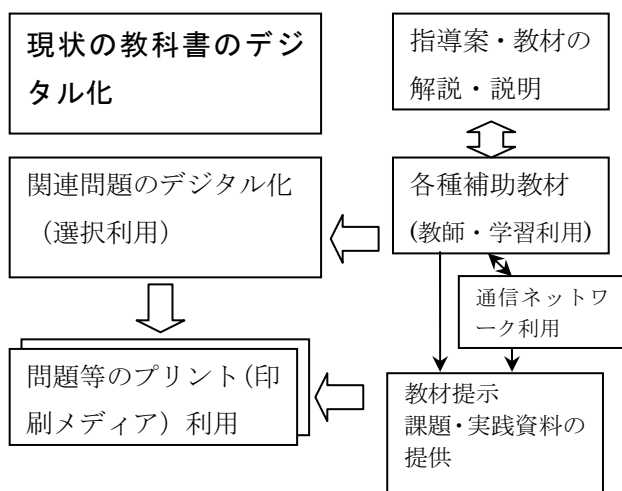 現状の教科書のデジ
タル化
指導案・教材の
解説・説明
関連問題のデジタル化
（選択利用）
各種補助教材
(教師・学習利用)
通信ネットワ
ーク利用
問題等のプリント(印
刷メディア）利用
教材提示
課題・実践資料の
提供